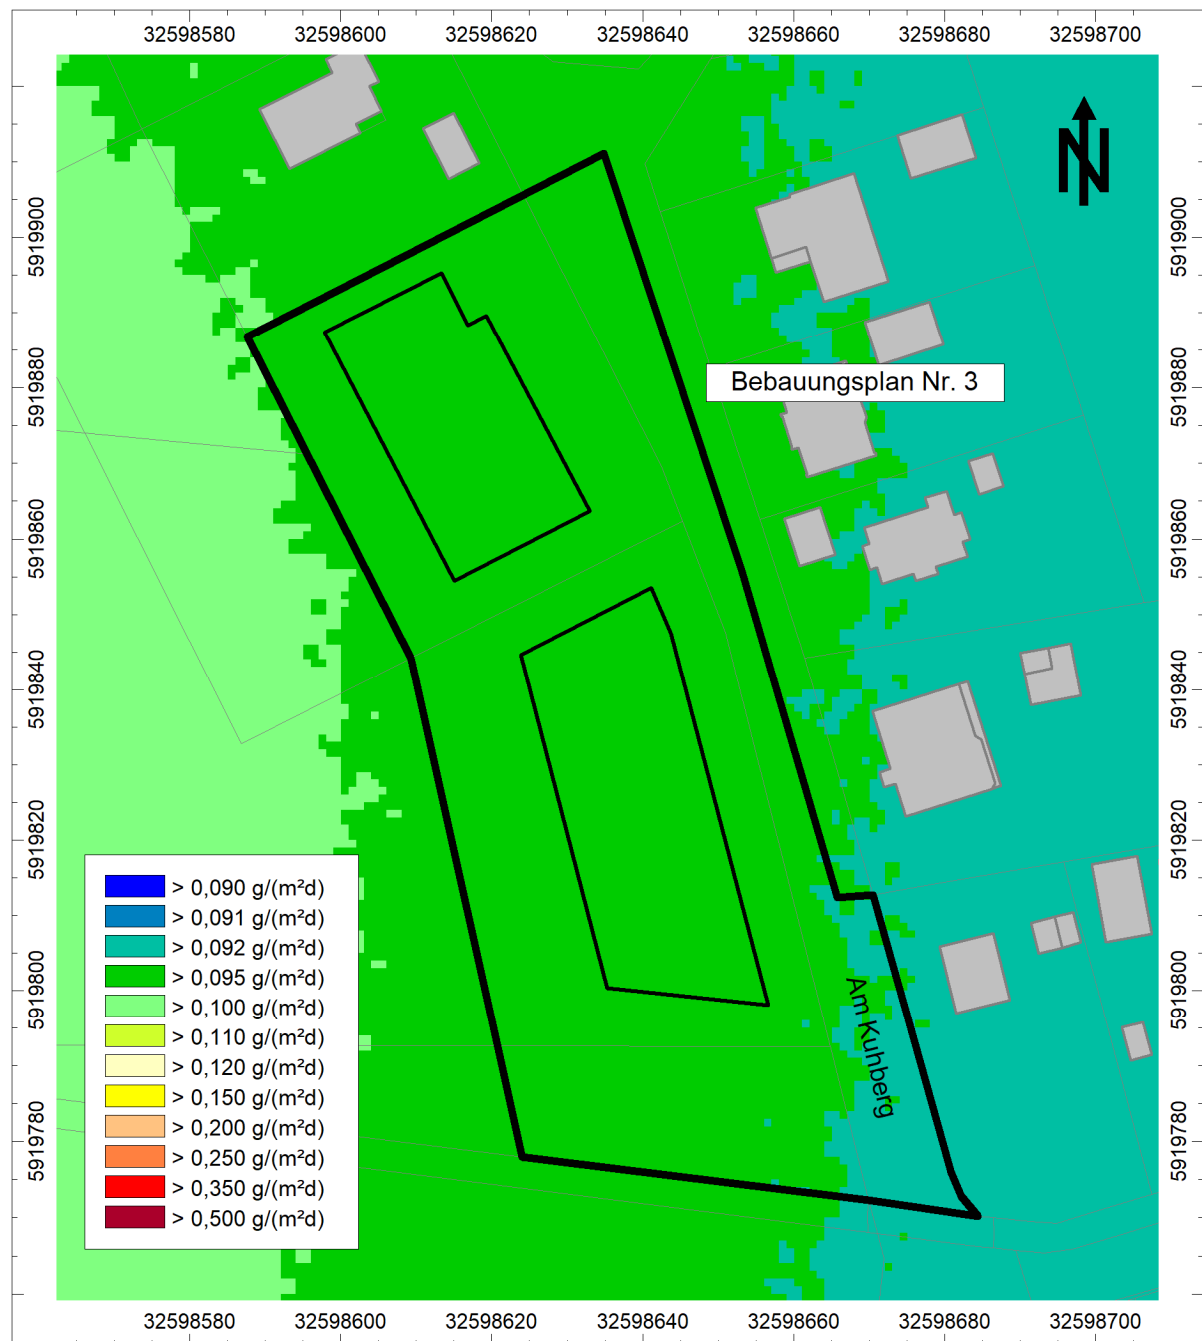 32598580 32598600 32598620 32598640 32598660 32598680 32598700
N
5919900 5919900
5919880 5919880
Bebauungsplan Nr. 3
5919860 5919860
5919840 5919840
5919820 5919820
> 0,090 g/(m²d)
> 0,091 g/(m²d)
> 0,092 g/(m²d)
> 0,095 g/(m²d)
> 0,100 g/(m²d)
> 0,110 g/(m²d)
> 0,120 g/(m²d)
> 0,150 g/(m²d)
> 0,200 g/(m²d)
> 0,250 g/(m²d)
> 0,350 g/(m²d)
> 0,500 g/(m²d)
5919800 5919800
Am Kuhberg
5919780 5919780
32598580 32598600 32598620 32598640 32598660 32598680 32598700